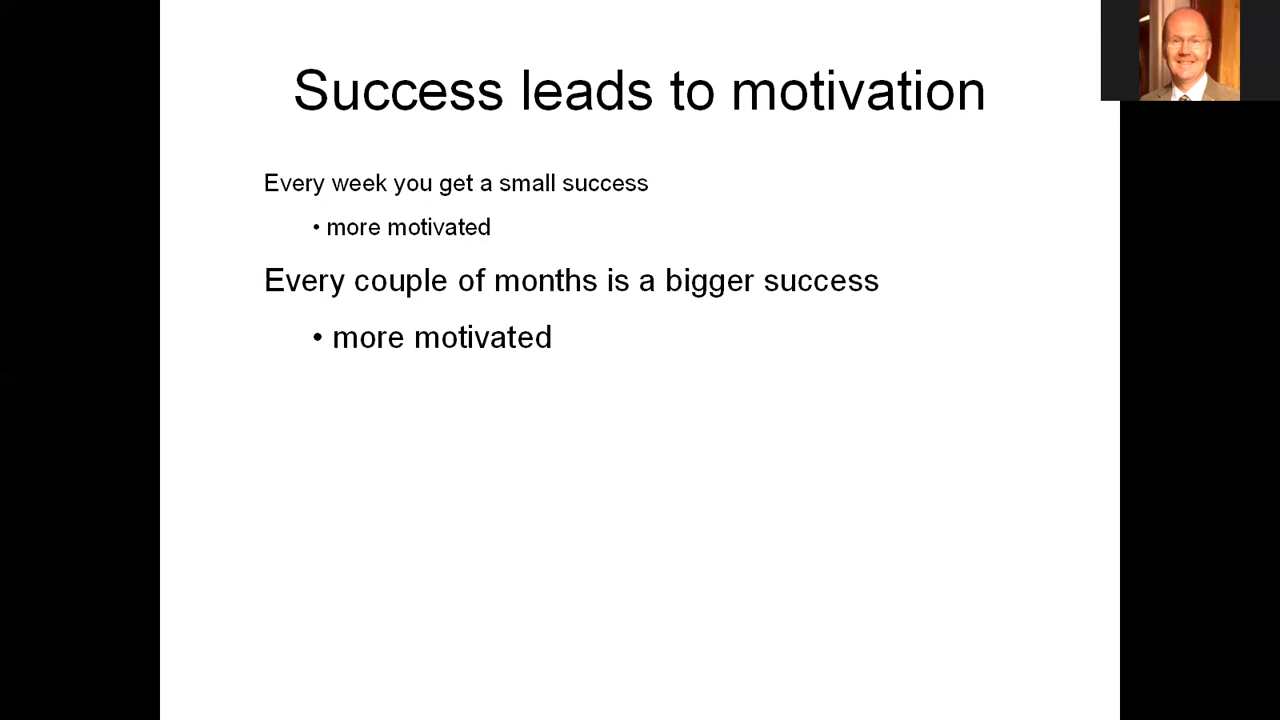 Success leads to motivation
Every week you get a small success
• more motivated
Every couple of months is a bigger success
• more motivated